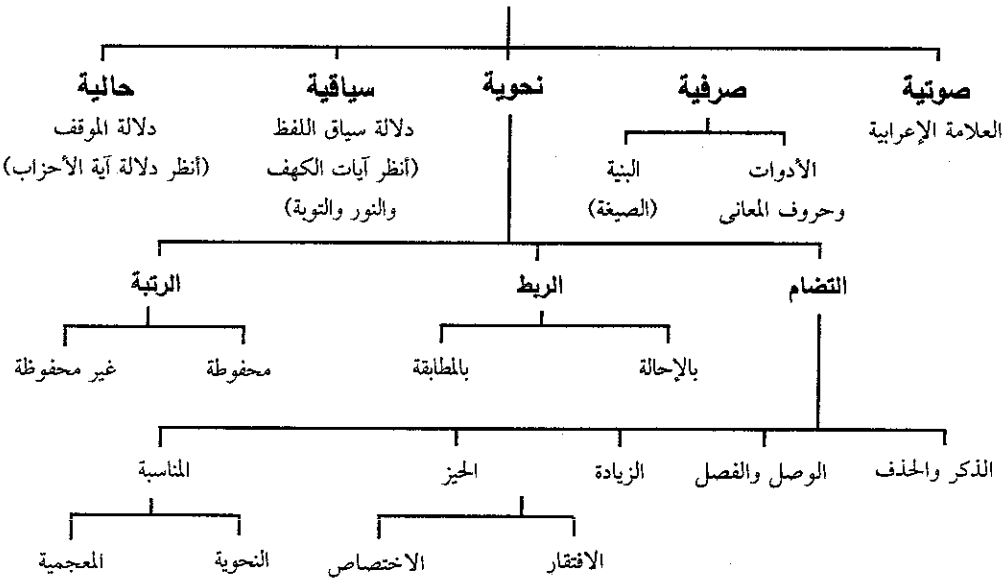 صوتية
صرفية
نحوية
سياقية
حالية
العلامة الإعرابية
دلالة سياق اللفظ
دلالة الموقف
الأدوات
البنية
(أنظر آيات الكهف
(أنظر دلالة آية الأحزاب)
وحروف المعانى
(الصيغة)
والنور والتوبة)
التضام
الربط
الرتبة
بالإحالة
بالمطابقة
محفوطة
غير محفوظة
الذكر والحذف
الوصل والفصل
الزيادة
الحيز
المناسبة
الافتقار
الاختصاص
النحوية
المعجمية